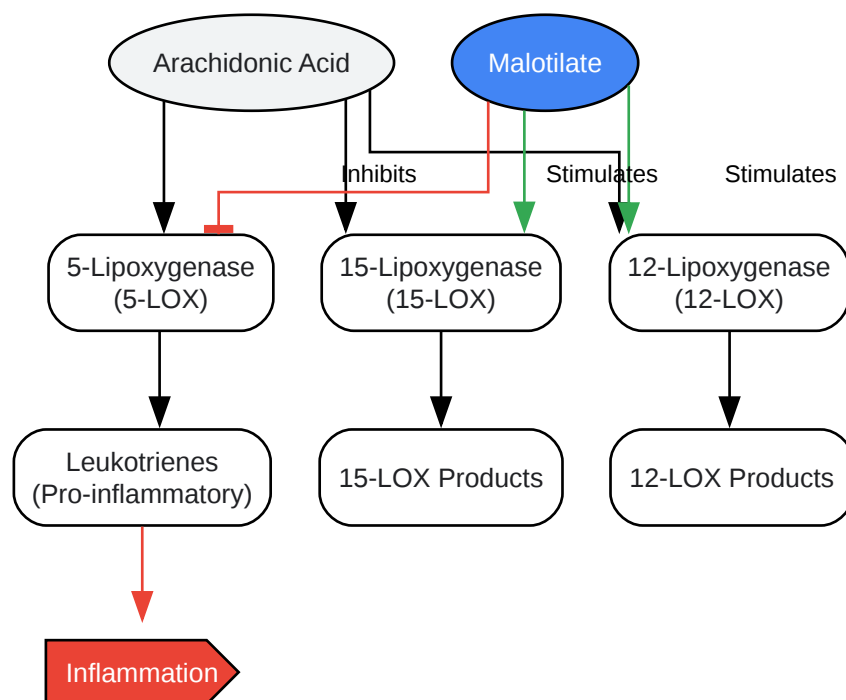 Arachidonic Acid
Malotilate
Inhibits
Stimulates
Stimulates
5-Lipoxygenase
(5-LOX)
15-Lipoxygenase
(15-LOX)
12-Lipoxygenase
(12-LOX)
Leukotrienes
(Pro-inflammatory)
15-LOX Products
12-LOX Products
Inflammation